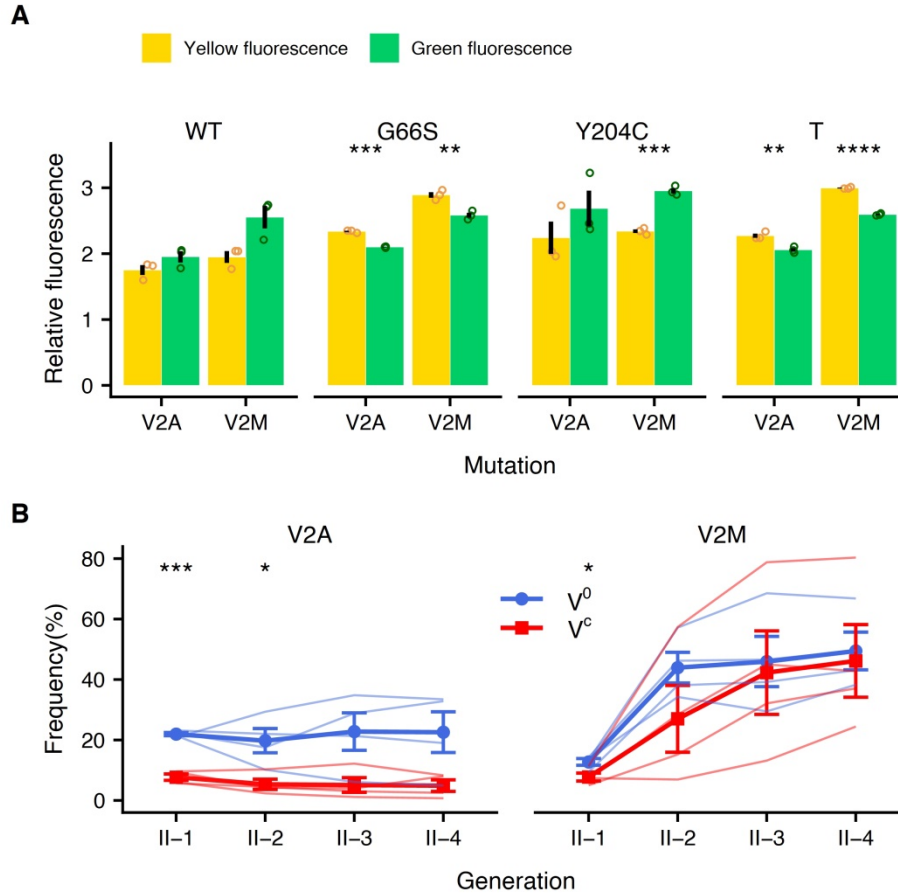 A
Yellow fluorescence Green fluorescence
WT G66S Y204C T
*** ** *** ** ****
Relative fluorescence
3
2
1
0
V2A V2M V2A V2M V2A V2M V2A V2M
Mutation
B
V2A V2M
*** * *
V⁰
Vᶜ
Frequency(%)
80
60
40
20
0
II–1 II–2 II–3 II–4 II–1 II–2 II–3 II–4
Generation